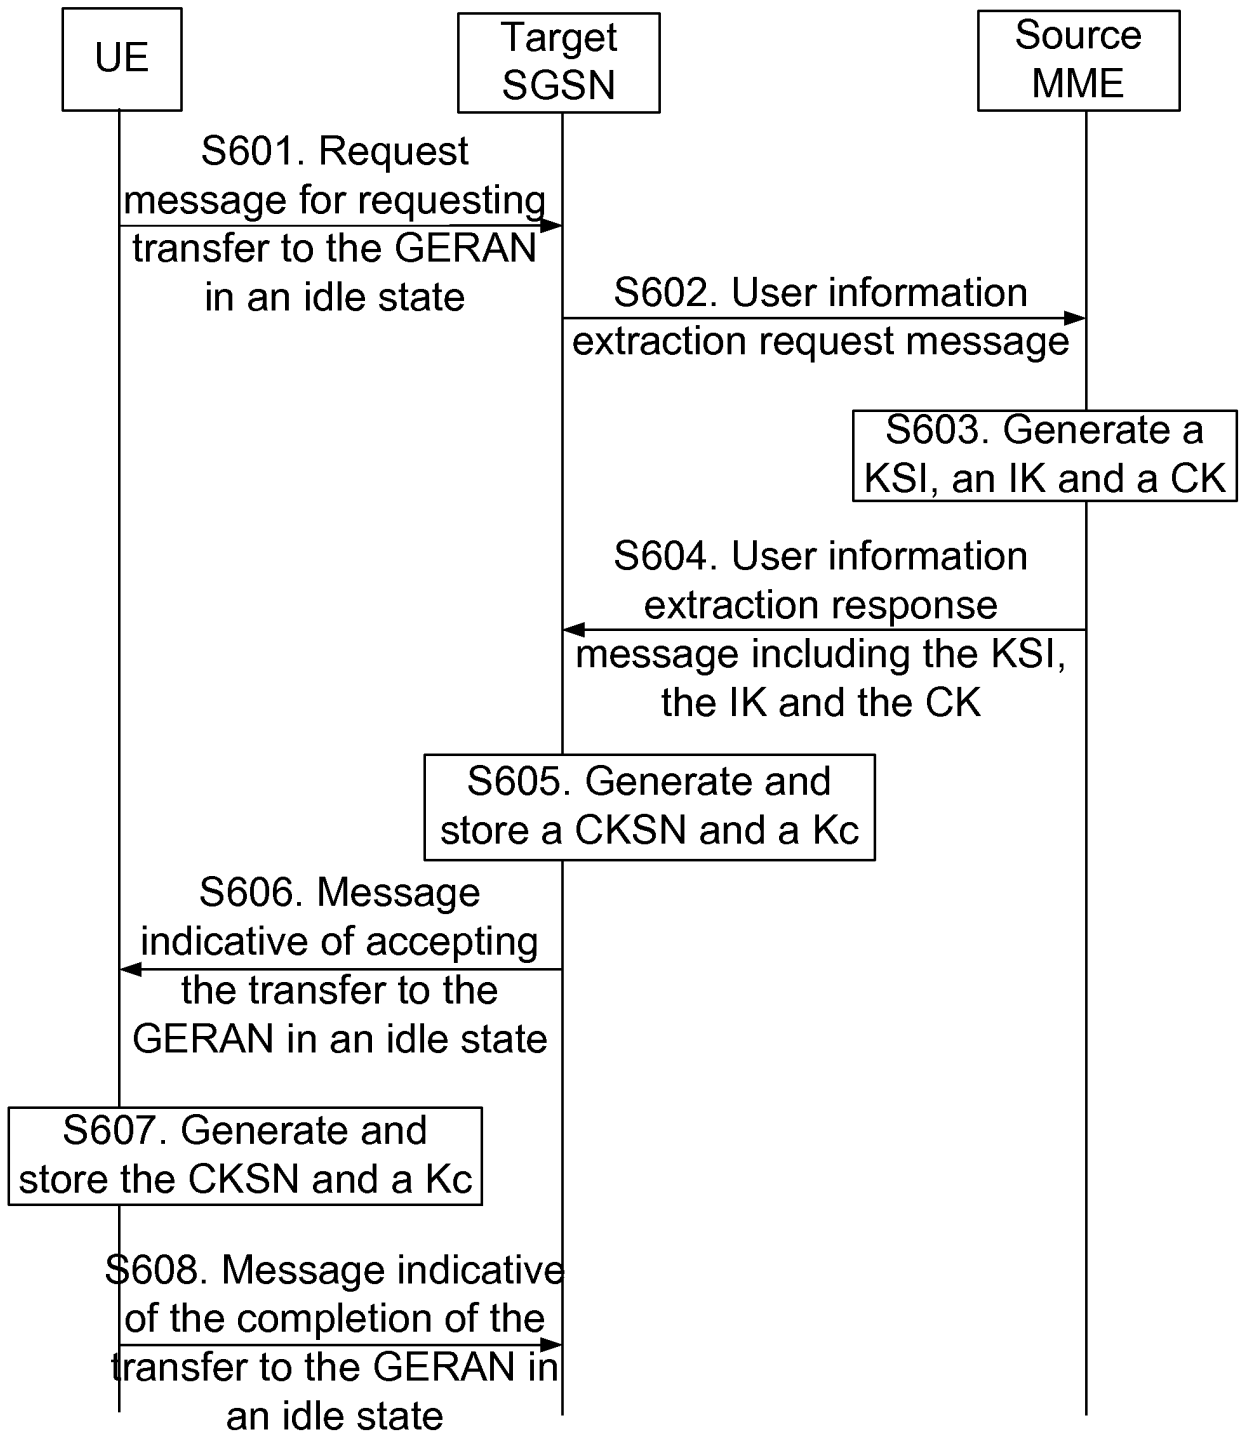 UE
Target
SGSN
Source
MME
S601. Request
message for requesting
transfer to the GERAN
in an idle state
S602. User information
extraction request message
S603. Generate a
KSI, an IK and a CK
S604. User information
extraction response
message including the KSI,
the IK and the CK
S605. Generate and
store a CKSN and a Kc
S606. Message
indicative of accepting
the transfer to the
GERAN in an idle state
S607. Generate and
store the CKSN and a Kc
S608. Message indicative
of the completion of the
transfer to the GERAN in
an idle state